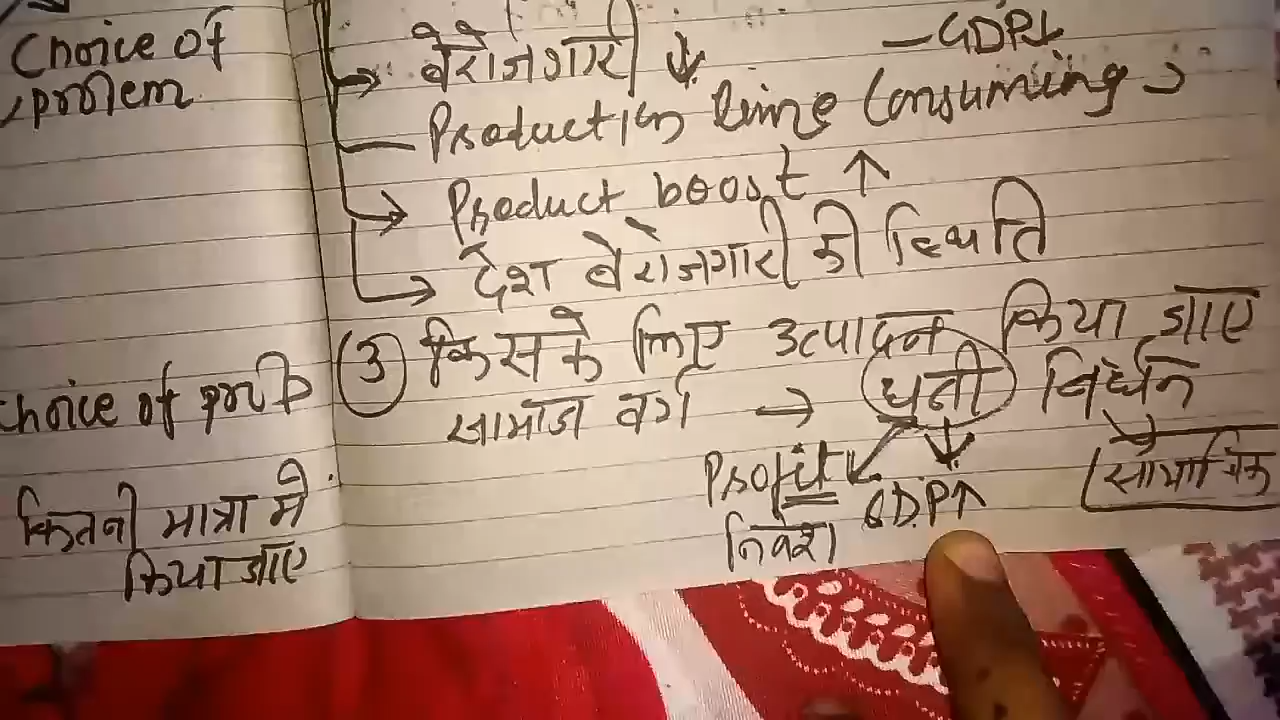 Choice of
problem
बेरोजगारी ↓
- GDP↓
Production time Consuming
Product boost ↑
देश बेरोजगारी की स्थिति
③ किसके लिए उत्पादन किया जाए
सामाज वर्ग → धनी निर्धन
Profit GDP↑ सामाजिक
निवेश
Choice of prob
कितनी मात्रा मे
किया जाए